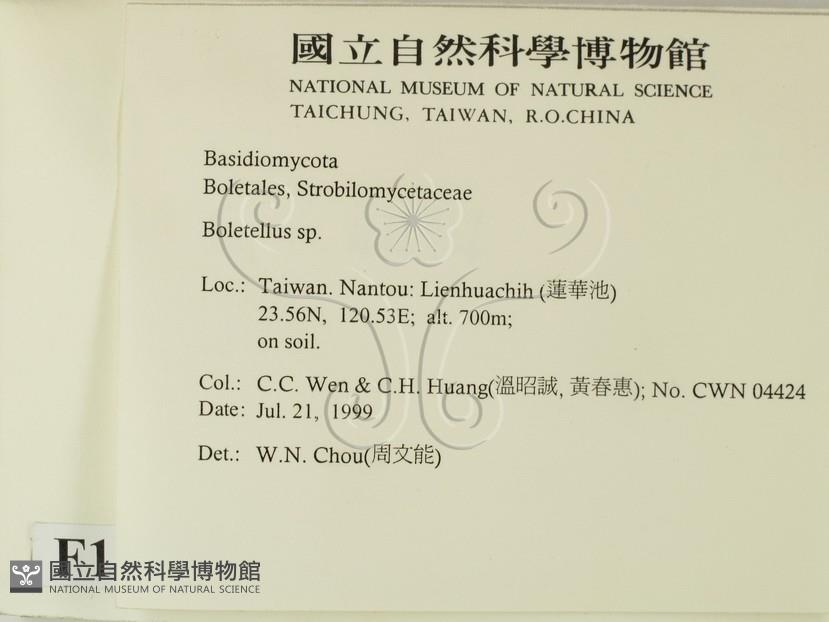 國立自然科學博物館
NATIONAL MUSEUM OF NATURAL SCIENCE
TAICHUNG, TAIWAN, R.O.CHINA
Basidiomycota
Boletales, Strobilomycetaceae
Boletellus sp.
Loc.: Taiwan. Nantou: Lienhuachih (蓮華池)
23.56N, 120.53E; alt. 700m;
on soil.
Col.: C.C. Wen & C.H. Huang(溫昭誠, 黃春惠); No. CWN 04424
Date: Jul. 21, 1999
Det.: W.N. Chou(周文能)
國立自然科學博物館
NATIONAL MUSEUM OF NATURAL SCIENCE